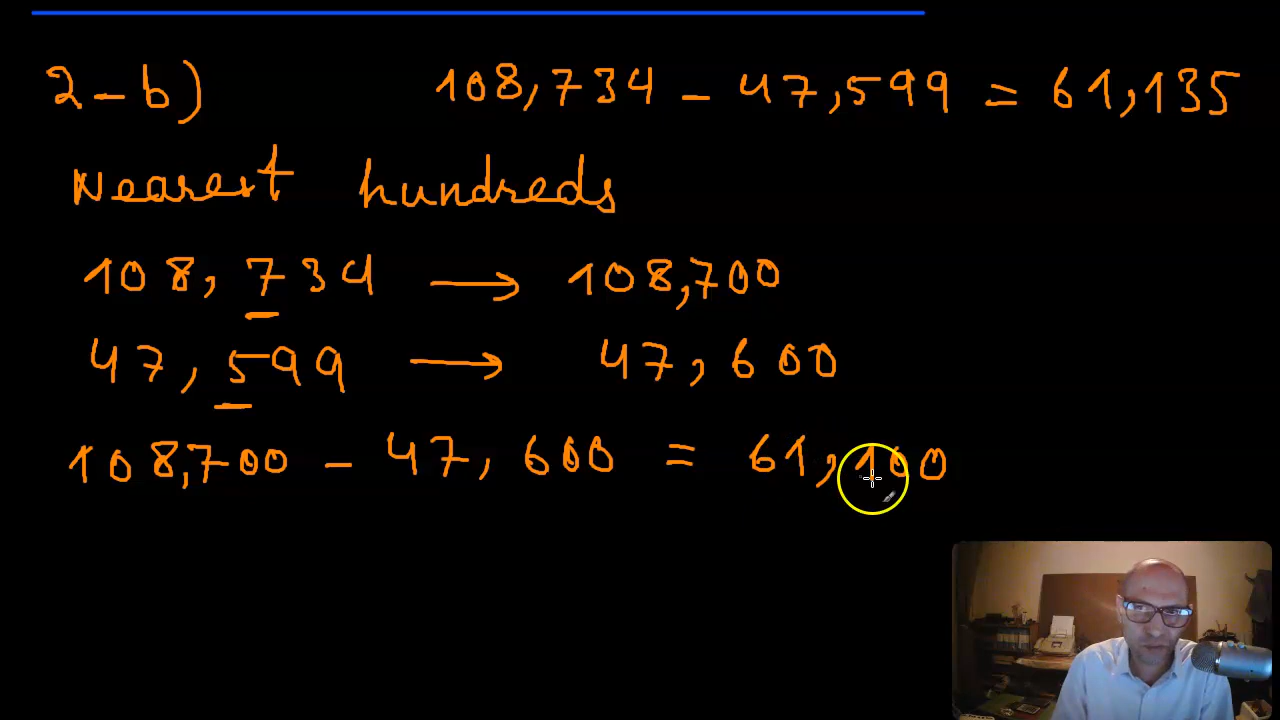 2-b) 108,734 - 47,599 = 61,135
Nearest hundreds
108,734 → 108,700
47,599 → 47,600
108,700 - 47,600 = 61,100